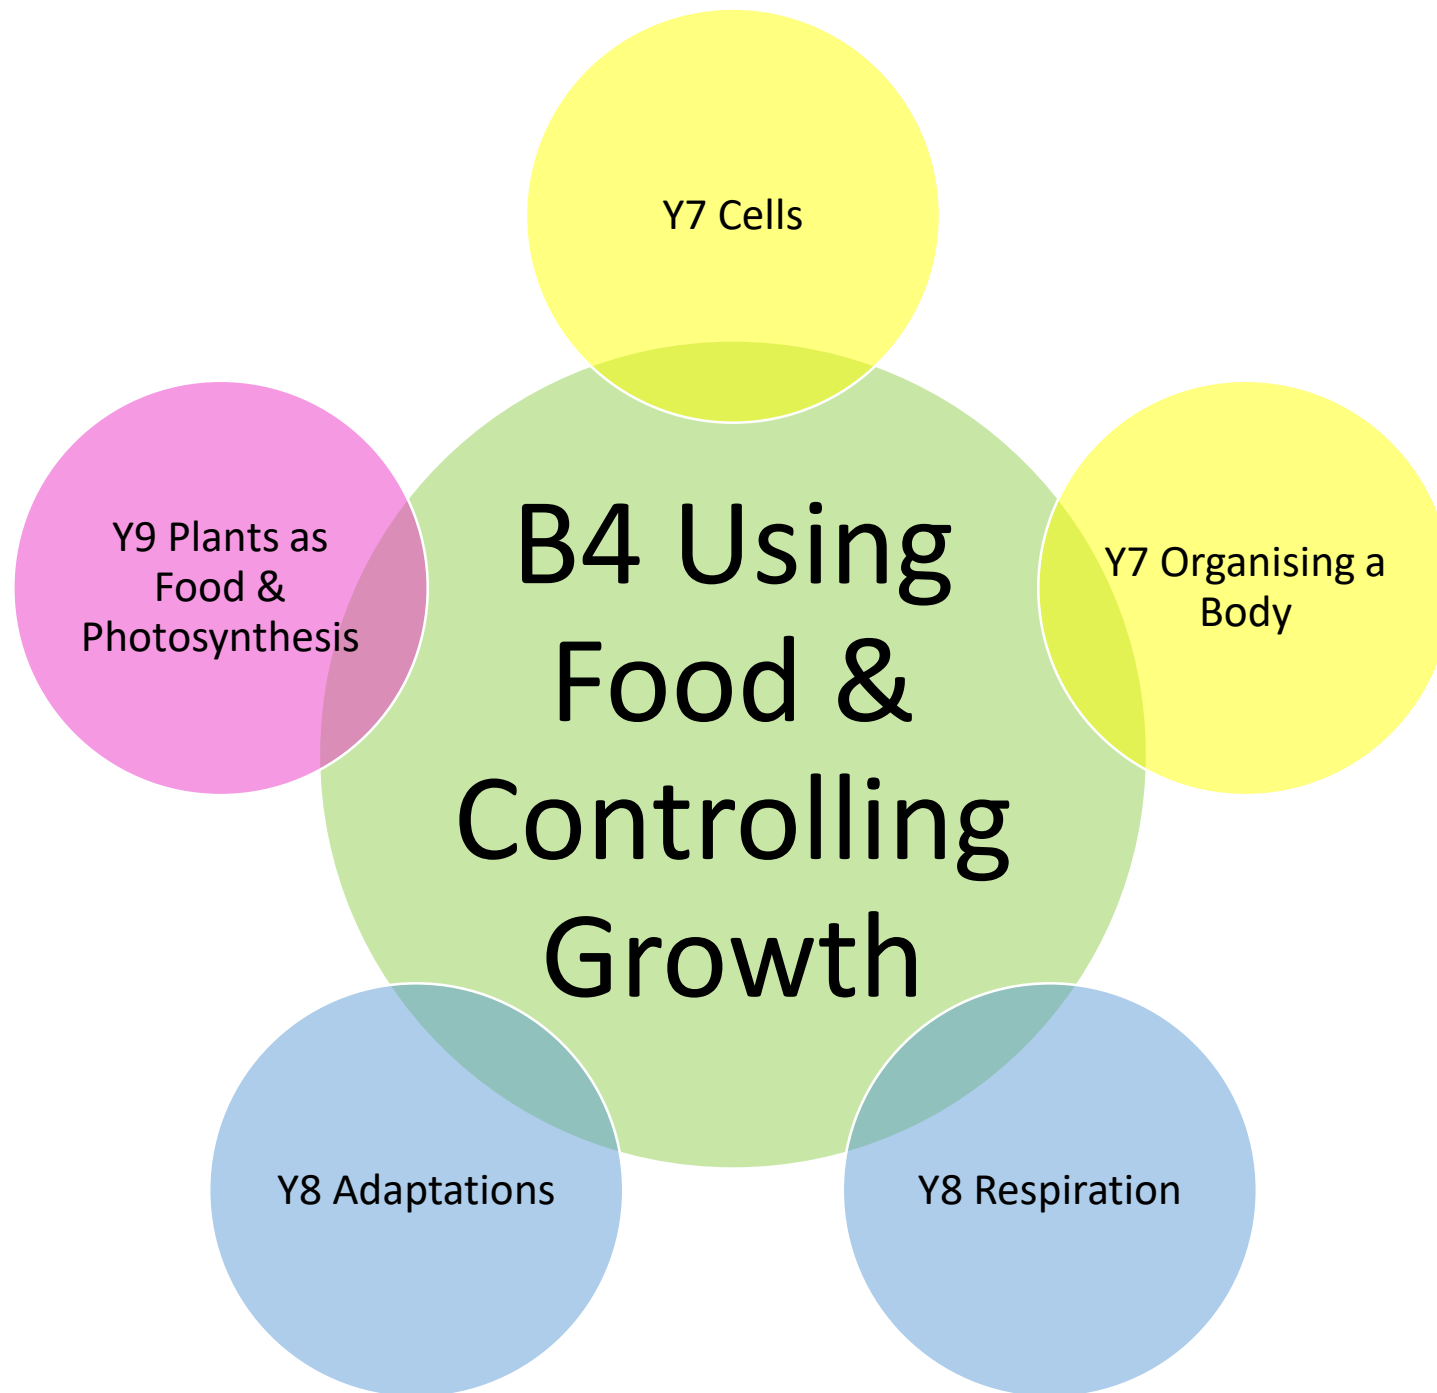 Y7 Cells
Y7 Organising a
Body
Y9 Plants as
Food &
Photosynthesis
B4 Using
Food &
Controlling
Growth
Y8 Adaptations
Y8 Respiration